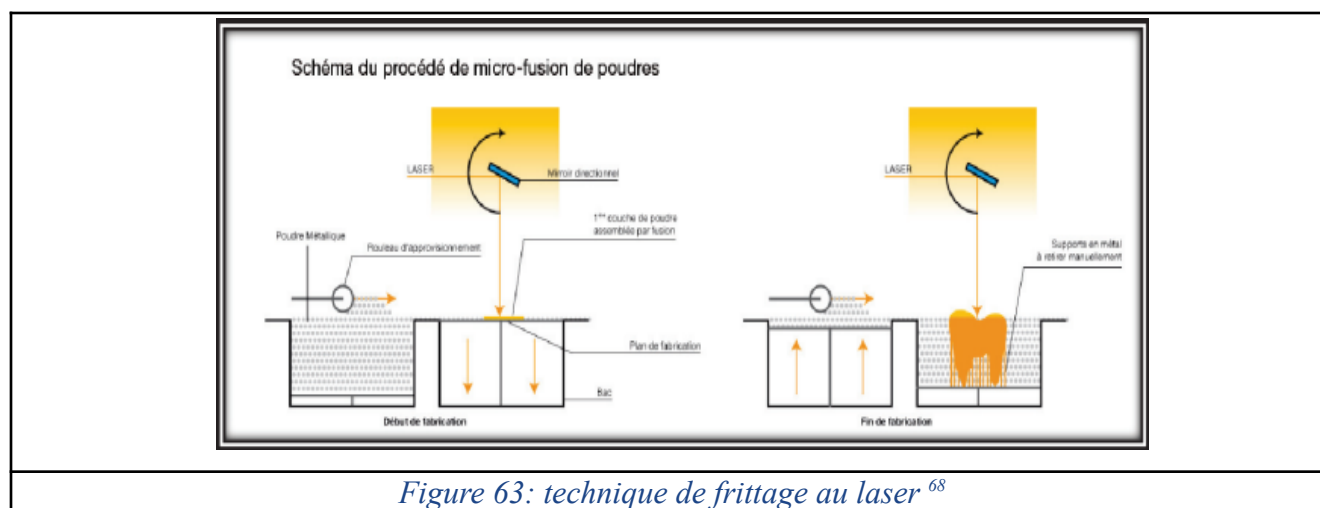 Schéma du procédé de micro-fusion de poudres
LASER
Mirroir directionnel
1ère couche de poudre
assemblée par fusion
Poudre Métallique
Rouleau d'approvisionnement
Plan de fabrication
Bac
Début de fabrication
LASER
Supports en métal
à retirer manuellement
Fin de fabrication
Figure 63: technique de frittage au laser 68